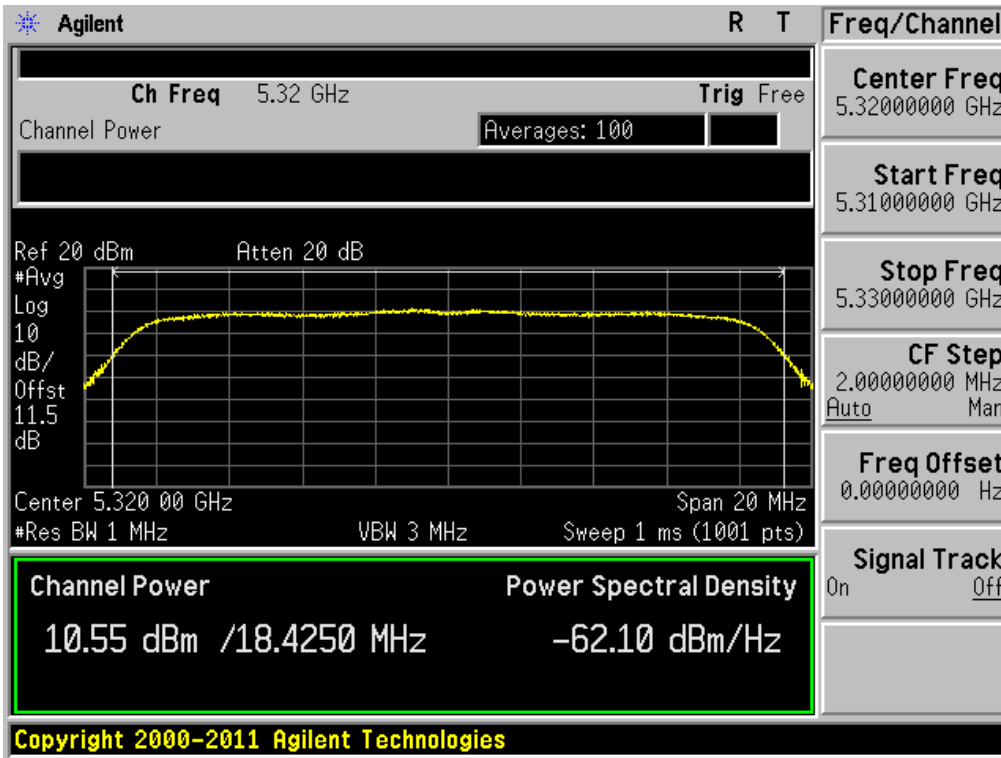 Agilent R T
Freq/Channel
Ch Freq 5.32 GHz Trig Free
Channel Power Averages: 100
Ref 20 dBm Atten 20 dB
#Avg
Log
10
dB/
Offst
11.5
dB
Center 5.320 00 GHz Span 20 MHz
#Res BW 1 MHz VBW 3 MHz Sweep 1 ms (1001 pts)
Channel Power Power Spectral Density
10.55 dBm /18.4250 MHz -62.10 dBm/Hz
Center Freq
5.32000000 GHz
Start Freq
5.31000000 GHz
Stop Freq
5.33000000 GHz
CF Step
2.00000000 MHz
Auto Man
Freq Offset
0.00000000 Hz
Signal Track
On Off
Copyright 2000-2011 Agilent Technologies